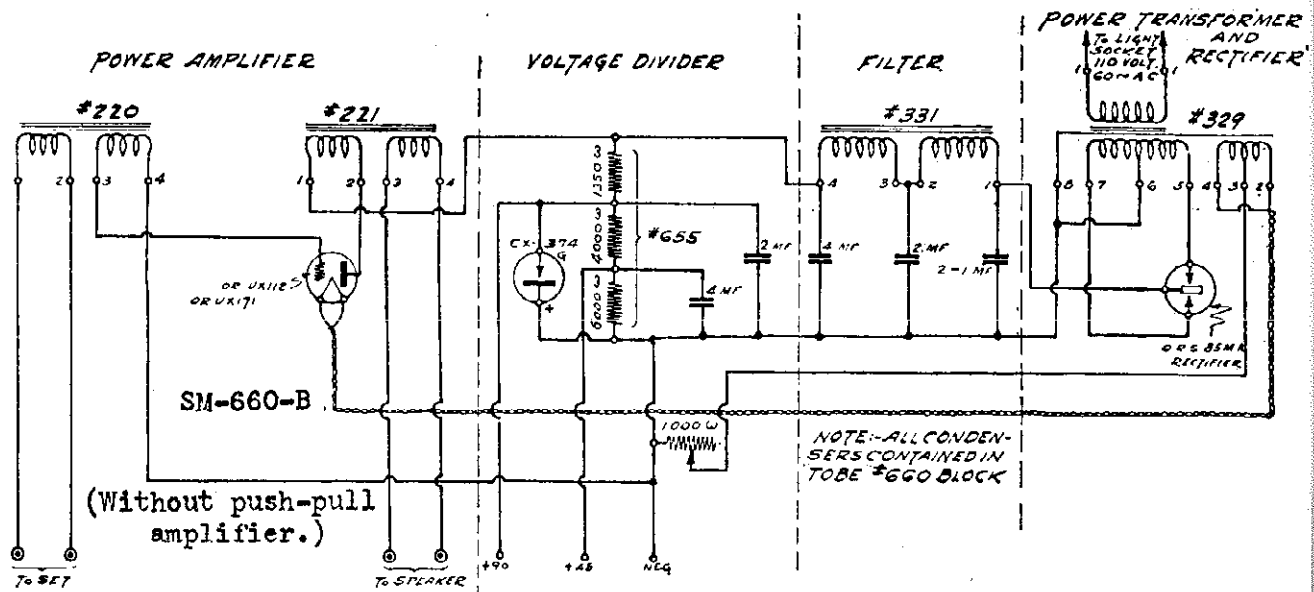 POWER AMPLIFIER
VOLTAGE DIVIDER
FILTER
POWER TRANSFORMER
AND
RECTIFIER
TO LIGHT
SOCKET
110 VOLT
60~AC
1 1
#220
#221
#331
#329
1 2 3 4
1 2 3 4
4 3 2 1
8 7 6 5 4 3 2
1350
4000
6000
#655
CX-374
G
+
OR UX112
OR UX171
2 MF
4 MF
4 MF
2 MF
2-1 MF
85MA
RECTIFIER
SM-660-B
1000 ω
NOTE:-ALL CONDEN-
SERS CONTAINED IN
TOBE #660 BLOCK
(Without push-pull
amplifier.)
TO SET
TO SPEAKER
+90
+45
NEG